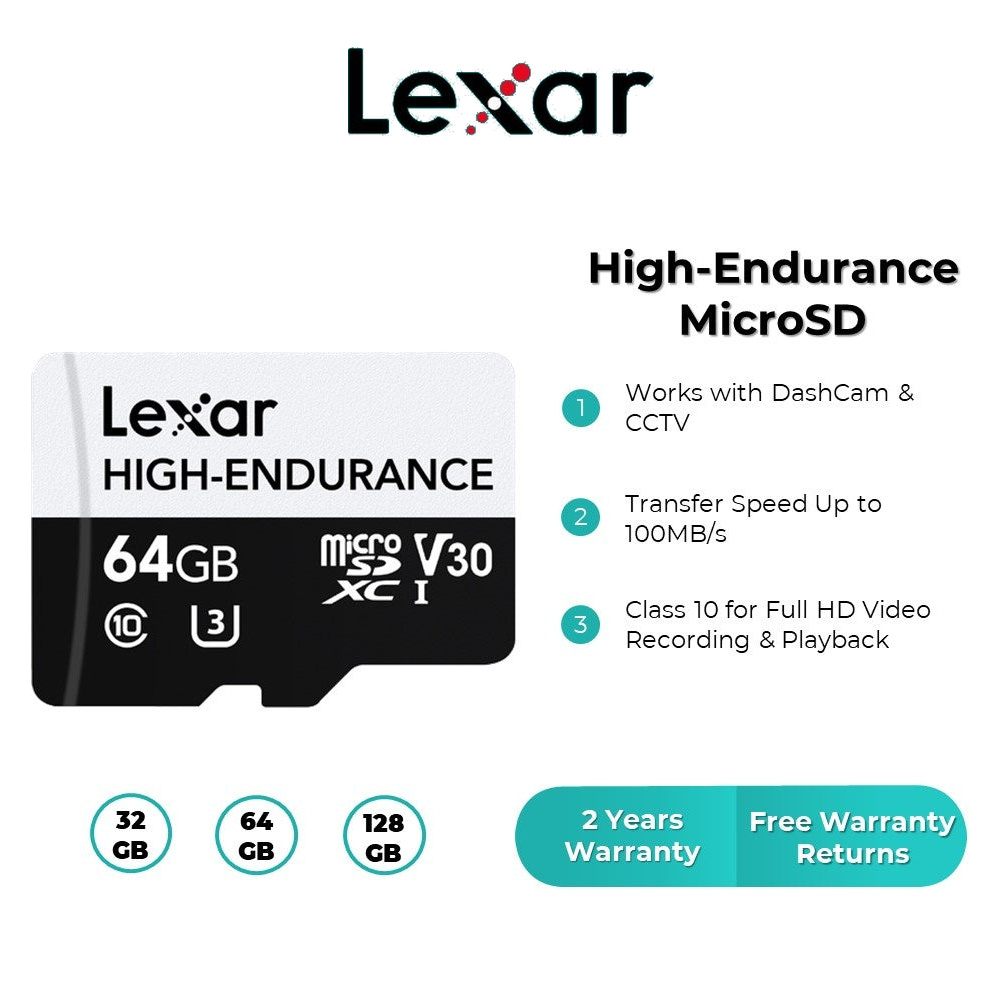 Lexar
High-Endurance
MicroSD
Lexar
HIGH-ENDURANCE
64GB
micro SD XC I V30
10 3
1 Works with DashCam &
CCTV
2 Transfer Speed Up to
100MB/s
3 Class 10 for Full HD Video
Recording & Playback
32
GB
64
GB
128
GB
2 Years
Warranty
Free Warranty
Returns